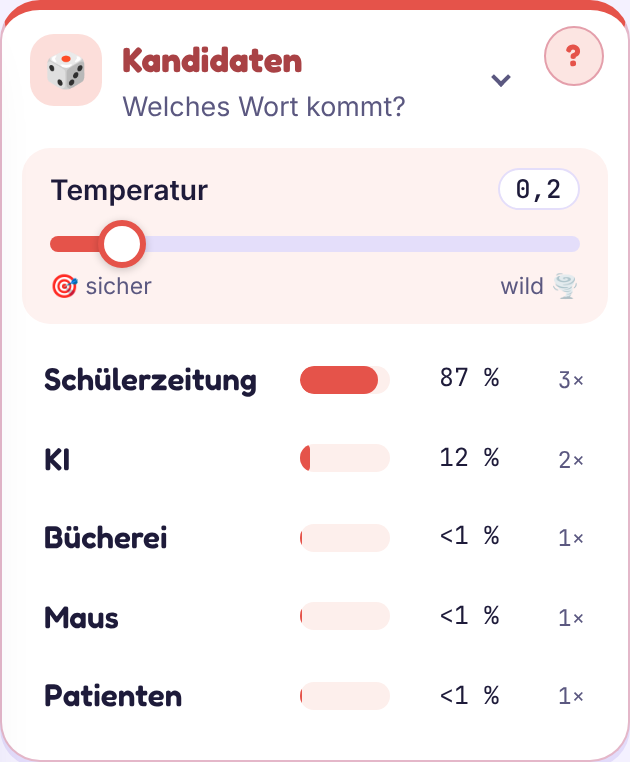 Kandidaten
?
Welches Wort kommt?
Temperatur 0,2
sicher wild
Schülerzeitung 87 % 3×
KI 12 % 2×
Bücherei <1 % 1×
Maus <1 % 1×
Patienten <1 % 1×